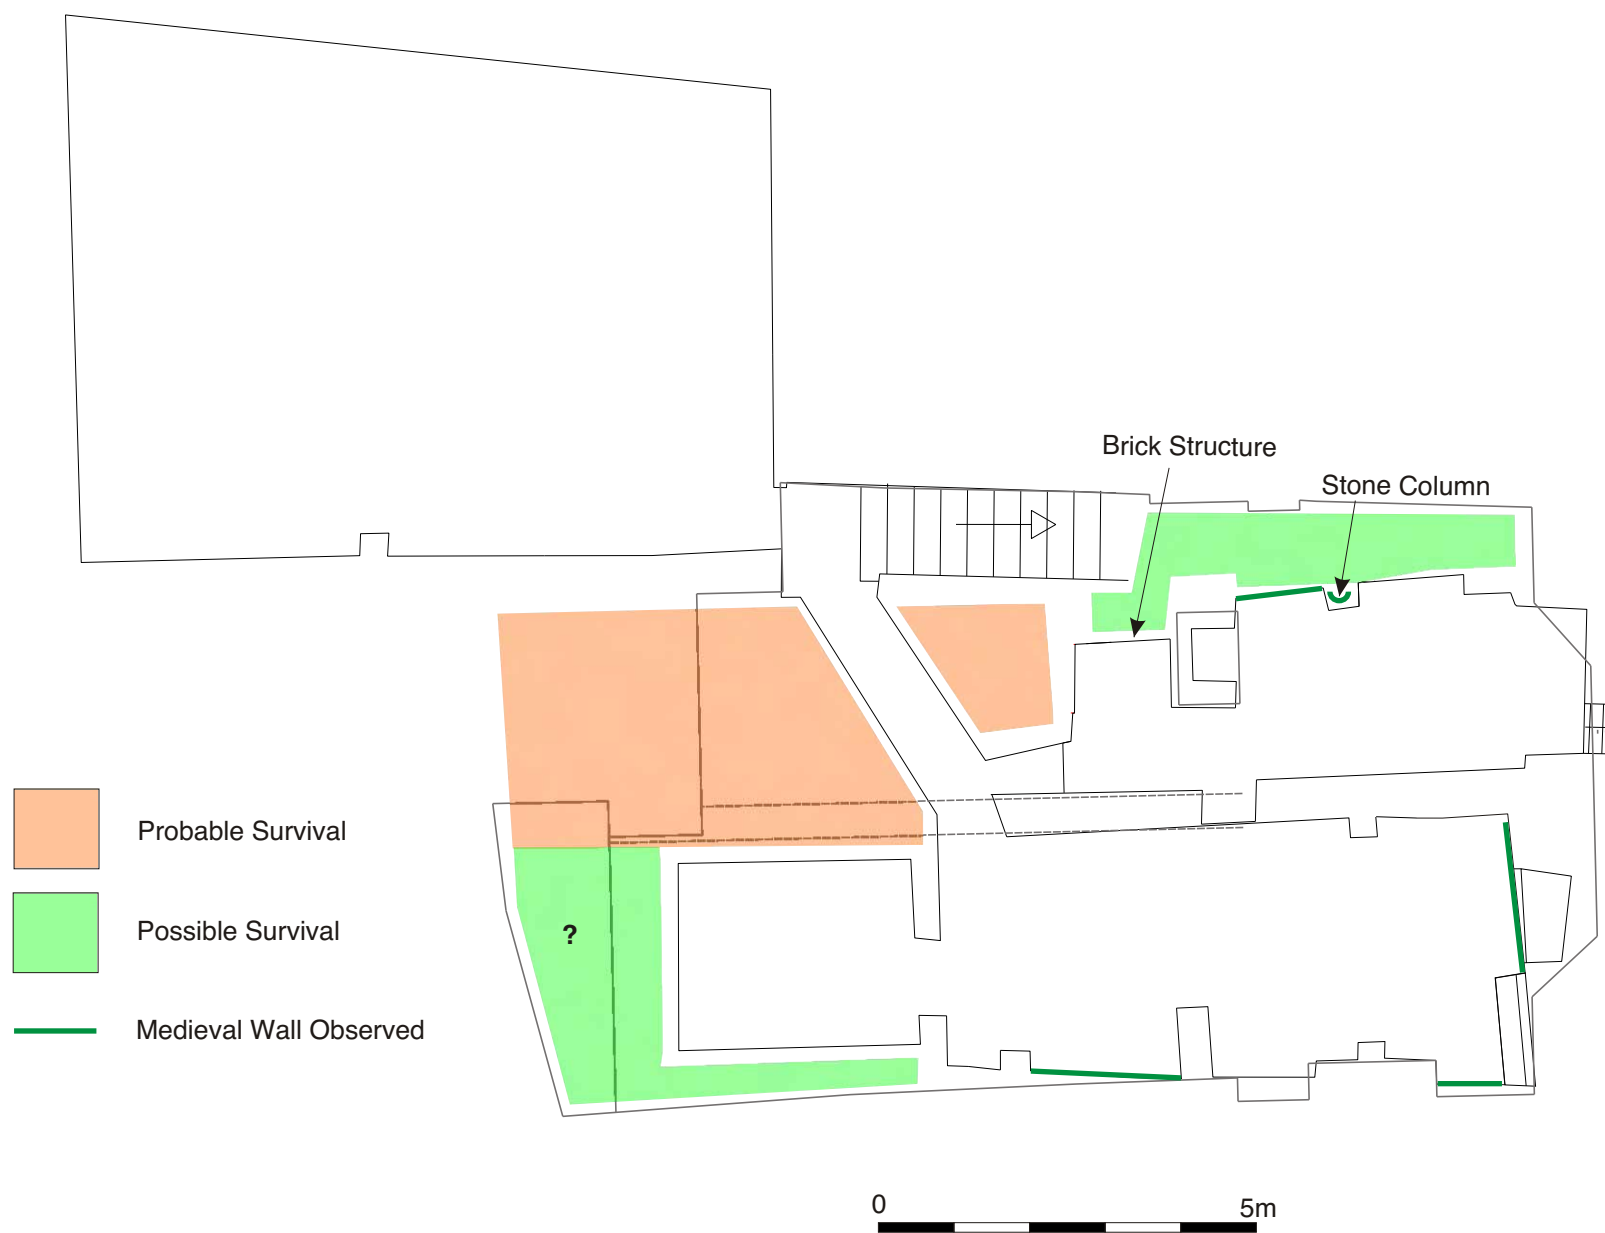 Brick Structure
Stone Column
Probable Survival
Possible Survival
?
Medieval Wall Observed
0
5m